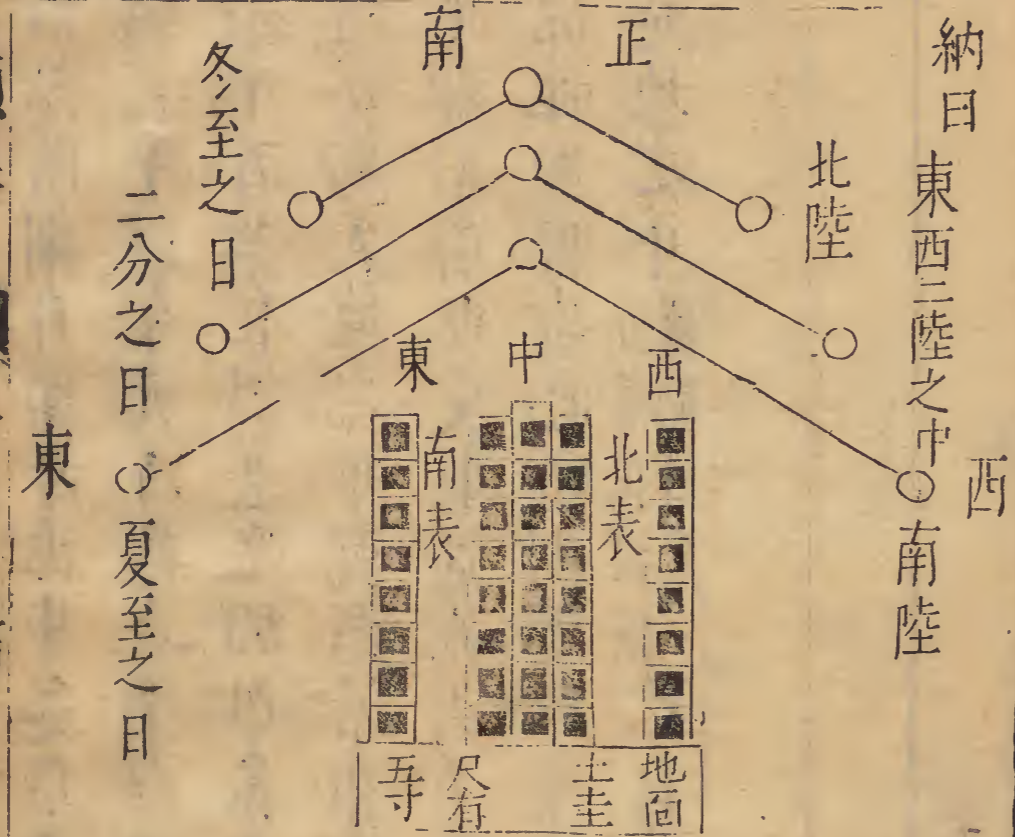 納日
東西二陸之中
北陸
西
南陸
正南
冬至之日
二分之日
東
夏至之日
西
中
東
北表
南表
地面
土圭
尺有
五寸